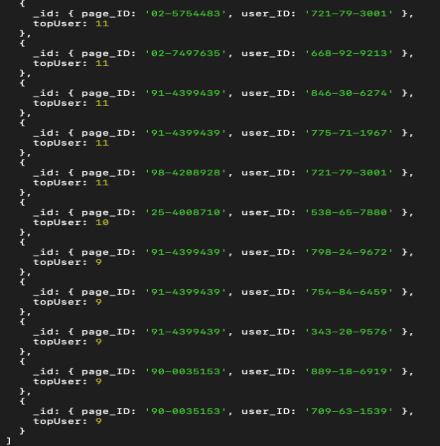 {
_id: { page_ID: '02-5754483', user_ID: '721-79-3001' },
topUser: 11
},
{
_id: { page_ID: '02-7497635', user_ID: '668-92-9213' },
topUser: 11
},
{
_id: { page_ID: '91-4399439', user_ID: '846-30-6274' },
topUser: 11
},
{
_id: { page_ID: '91-4399439', user_ID: '775-71-1967' },
topUser: 11
},
{
_id: { page_ID: '98-4208928', user_ID: '721-79-3001' },
topUser: 11
},
{
_id: { page_ID: '25-4008710', user_ID: '538-65-7880' },
topUser: 10
},
{
_id: { page_ID: '91-4399439', user_ID: '798-24-9672' },
topUser: 9
},
{
_id: { page_ID: '91-4399439', user_ID: '754-84-6459' },
topUser: 9
},
{
_id: { page_ID: '91-4399439', user_ID: '343-20-9576' },
topUser: 9
},
{
_id: { page_ID: '90-0035153', user_ID: '889-18-6919' },
topUser: 9
},
{
_id: { page_ID: '90-0035153', user_ID: '709-63-1539' },
topUser: 9
}
]